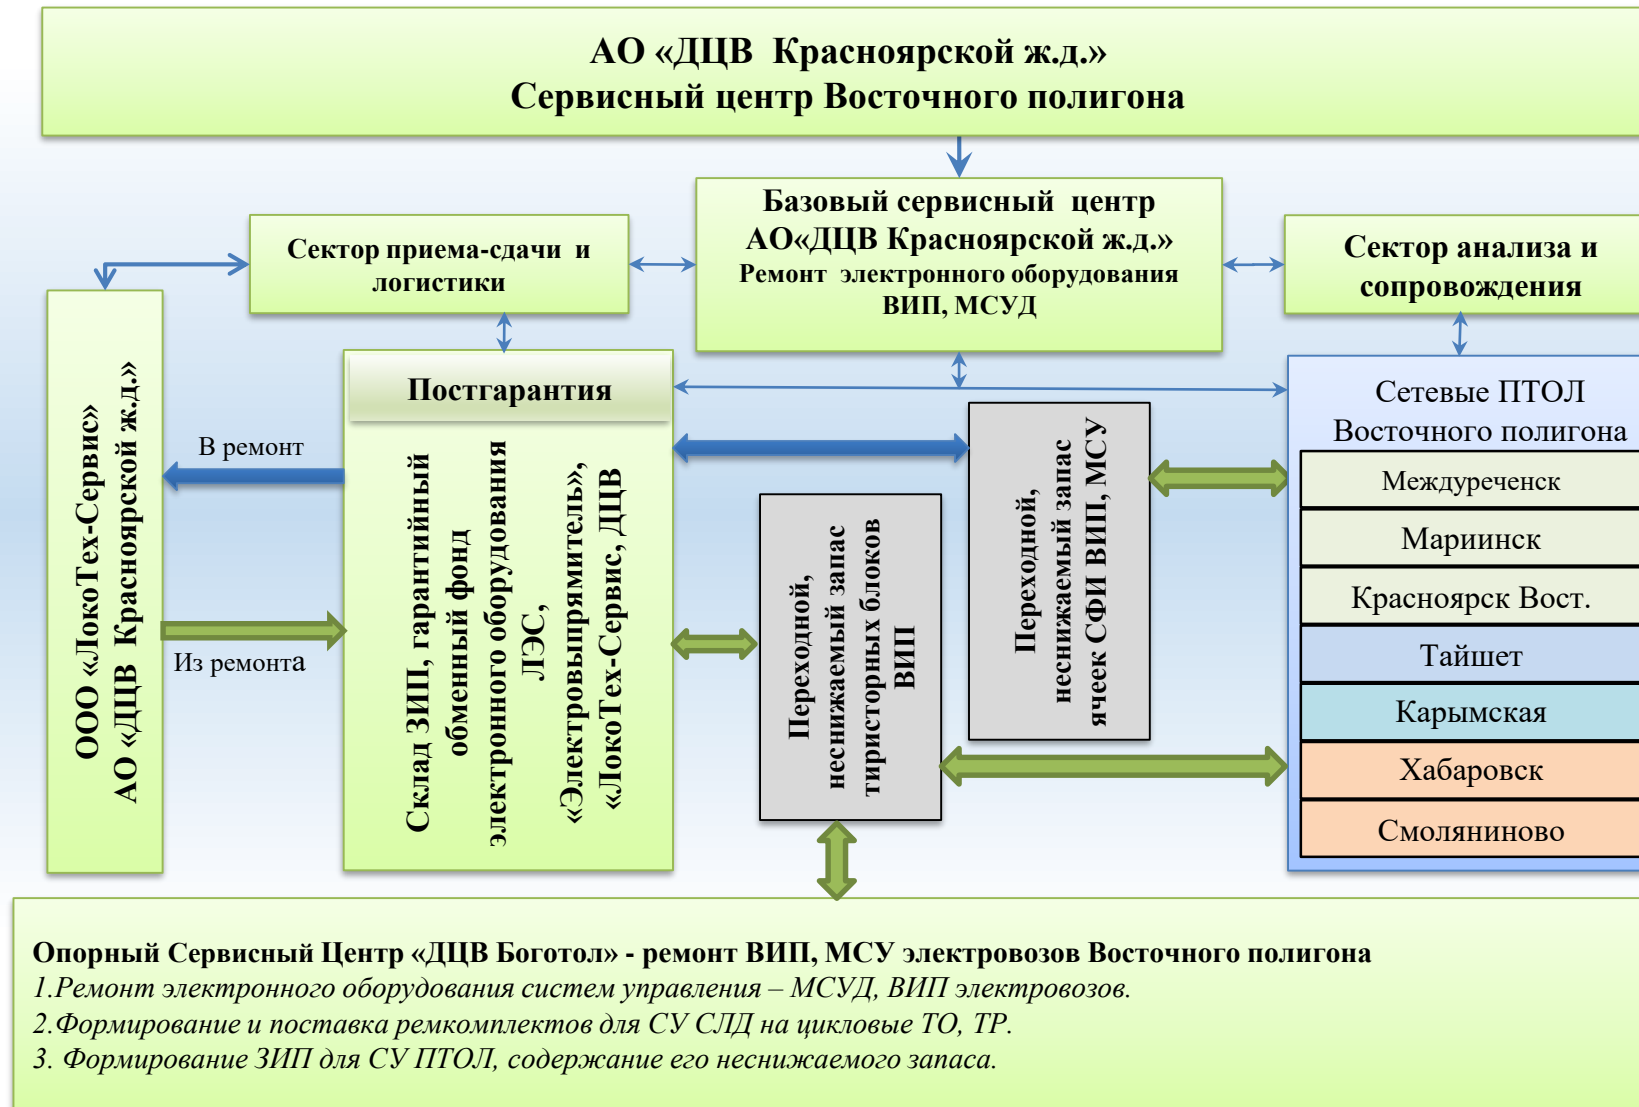 АО «ДЦВ Красноярской ж.д.»
Сервисный центр Восточного полигона
Базовый сервисный центр
АО«ДЦВ Красноярской ж.д.»
Ремонт электронного оборудования
ВИП, МСУД
Сектор приема-сдачи и
логистики
Сектор анализа и
сопровождения
ООО «ЛокоТех-Сервис»
АО «ДЦВ Красноярской ж.д.»
В ремонт
Из ремонта
Постгарантия
Склад ЗИП, гарантийный
обменный фонд
электронного оборудования
ЛЭС,
«Электровыпрямитель»,
«ЛокоТех-Сервис, ДЦВ
Переходной,
неснижаемый запас
тиристорных блоков
ВИП
Переходной,
неснижаемый запас
ячеек СФИ ВИП, МСУ
Сетевые ПТОЛ
Восточного полигона
Междуреченск
Мариинск
Красноярск Вост.
Тайшет
Карымская
Хабаровск
Смоляниново
Опорный Сервисный Центр «ДЦВ Боготол» - ремонт ВИП, МСУ электровозов Восточного полигона
1.Ремонт электронного оборудования систем управления – МСУД, ВИП электровозов.
2.Формирование и поставка ремкомплектов для СУ СЛД на цикловые ТО, ТР.
3. Формирование ЗИП для СУ ПТОЛ, содержание его неснижаемого запаса.